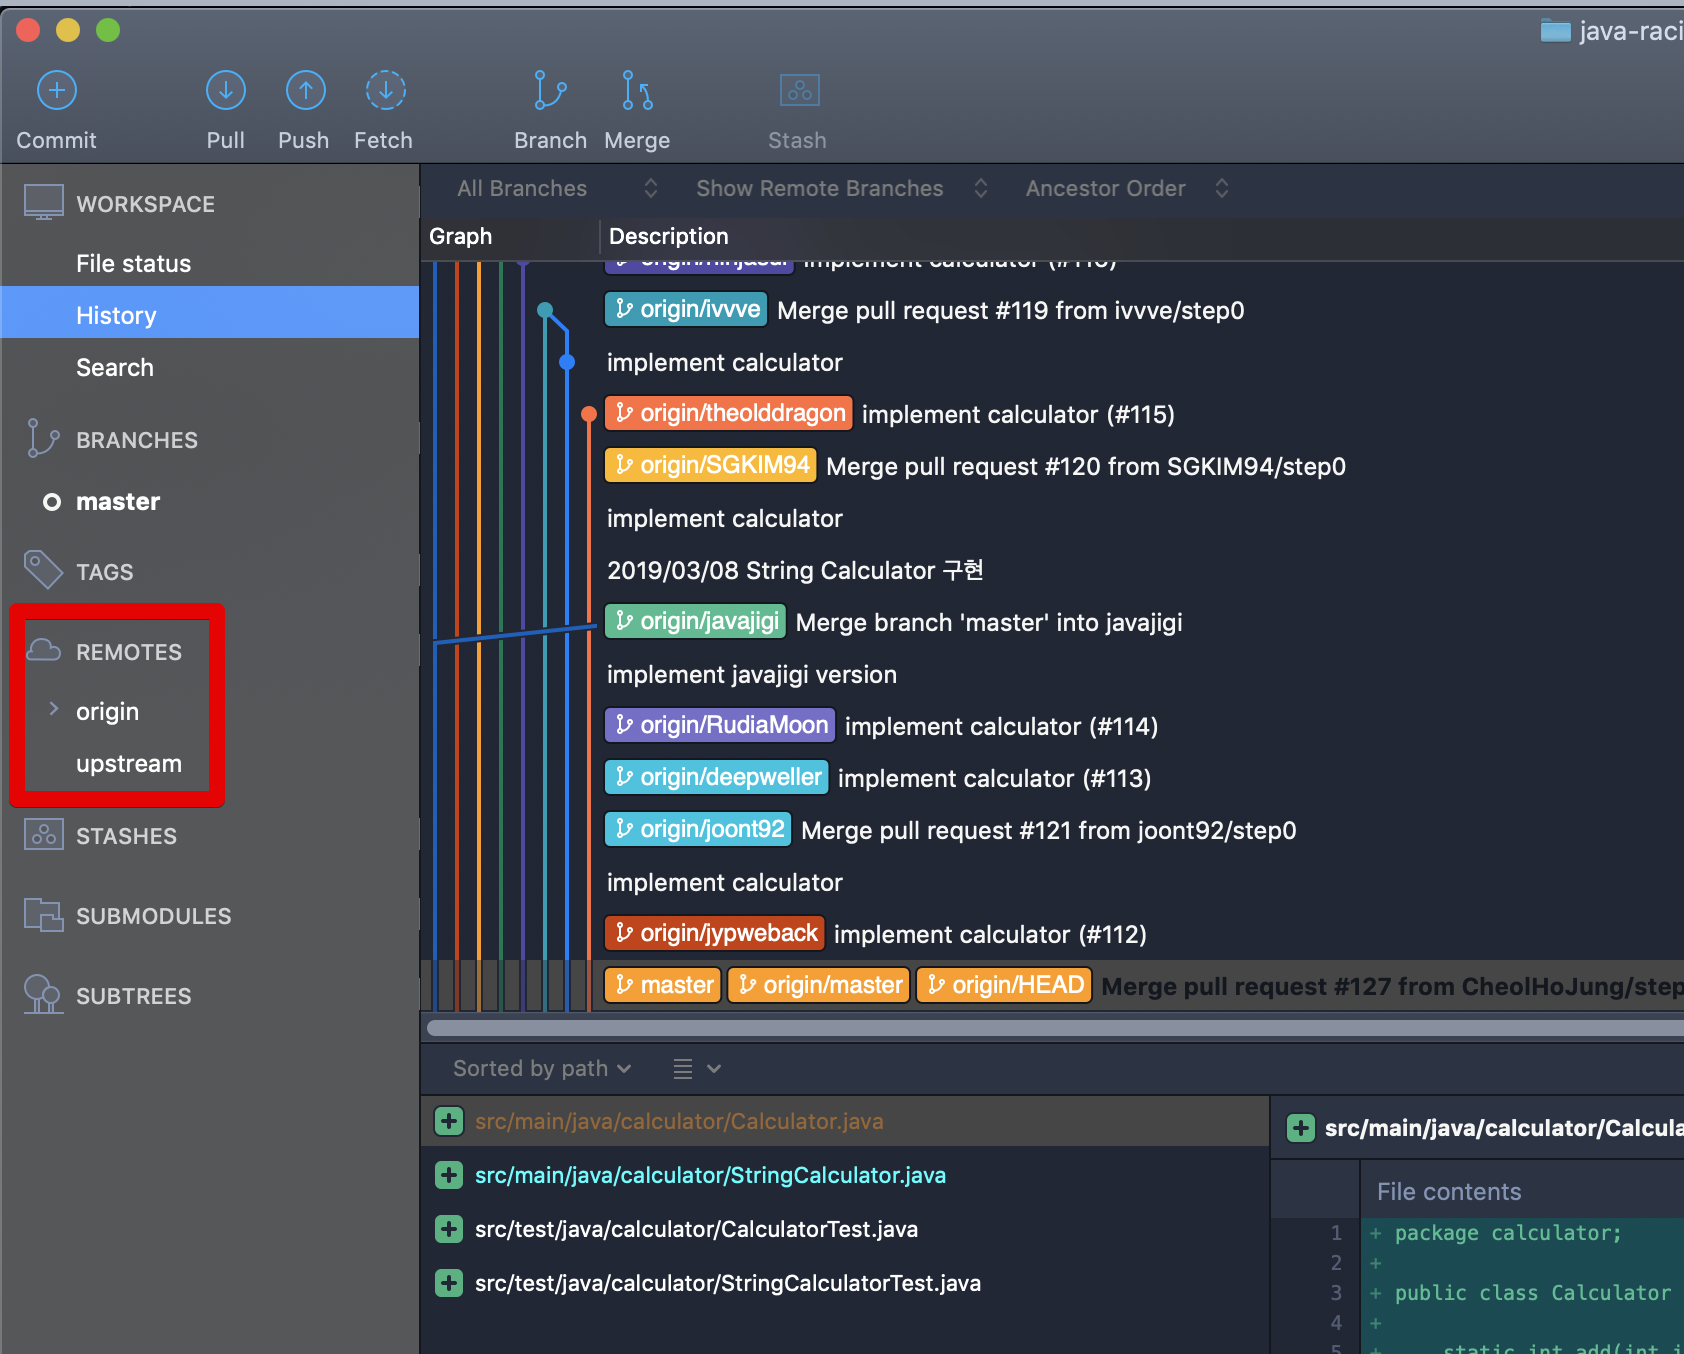 java-raci
Commit
Pull
Push
Fetch
Branch
Merge
Stash
WORKSPACE
File status
History
Search
BRANCHES
master
TAGS
REMOTES
origin
upstream
STASHES
SUBMODULES
SUBTREES
All Branches
Show Remote Branches
Ancestor Order
Graph
Description
implement calculator
origin/ivvve Merge pull request #119 from ivvve/step0
implement calculator
origin/theolddragon implement calculator (#115)
origin/SGKIM94 Merge pull request #120 from SGKIM94/step0
implement calculator
2019/03/08 String Calculator 구현
origin/javajigi Merge branch 'master' into javajigi
implement javajigi version
origin/RudiaMoon implement calculator (#114)
origin/deepweller implement calculator (#113)
origin/joont92 Merge pull request #121 from joont92/step0
implement calculator
origin/jypweback implement calculator (#112)
master origin/master origin/HEAD Merge pull request #127 from CheolHoJung/step
Sorted by path
src/main/java/calculator/Calculator.java
src/main/java/calculator/StringCalculator.java
src/test/java/calculator/CalculatorTest.java
src/test/java/calculator/StringCalculatorTest.java
src/main/java/calculator/Calcula
File contents
1 + package calculator;
2 +
3 + public class Calculator
4 +
5 + static int add(int i